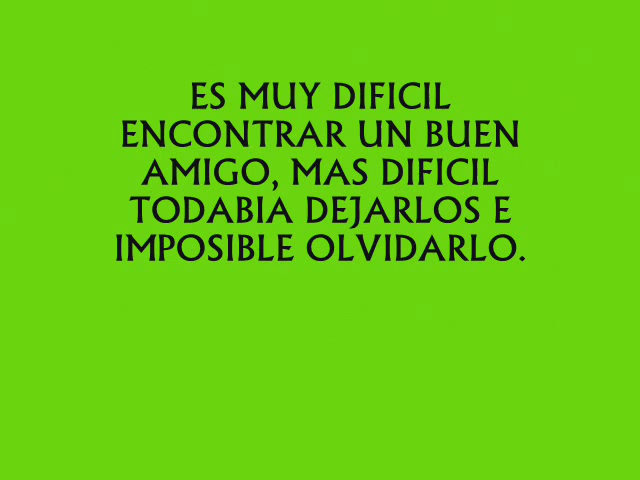 ES MUY DIFICIL
ENCONTRAR UN BUEN
AMIGO, MAS DIFICIL
TODABIA DEJARLOS E
IMPOSIBLE OLVIDARLO.